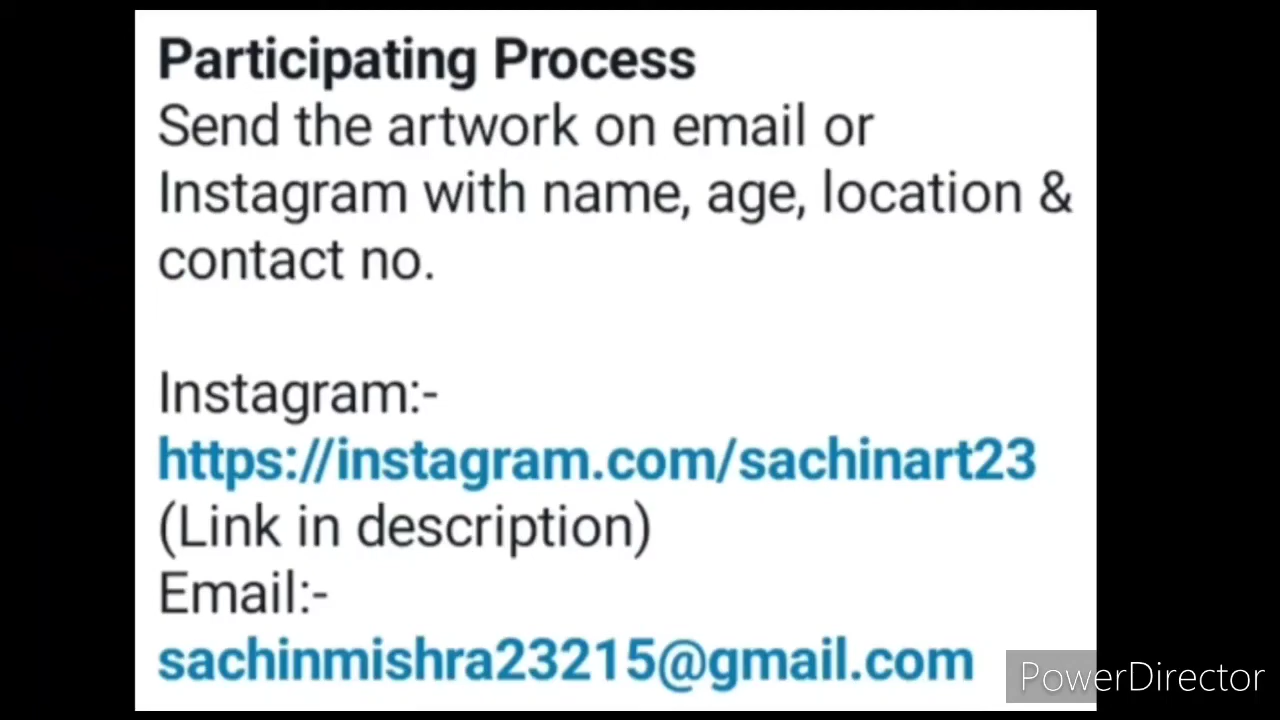 Participating Process
Send the artwork on email or
Instagram with name, age, location &
contact no.
Instagram:-
https://instagram.com/sachinart23
(Link in description)
Email:-
sachinmishra23215@gmail.com
PowerDirector